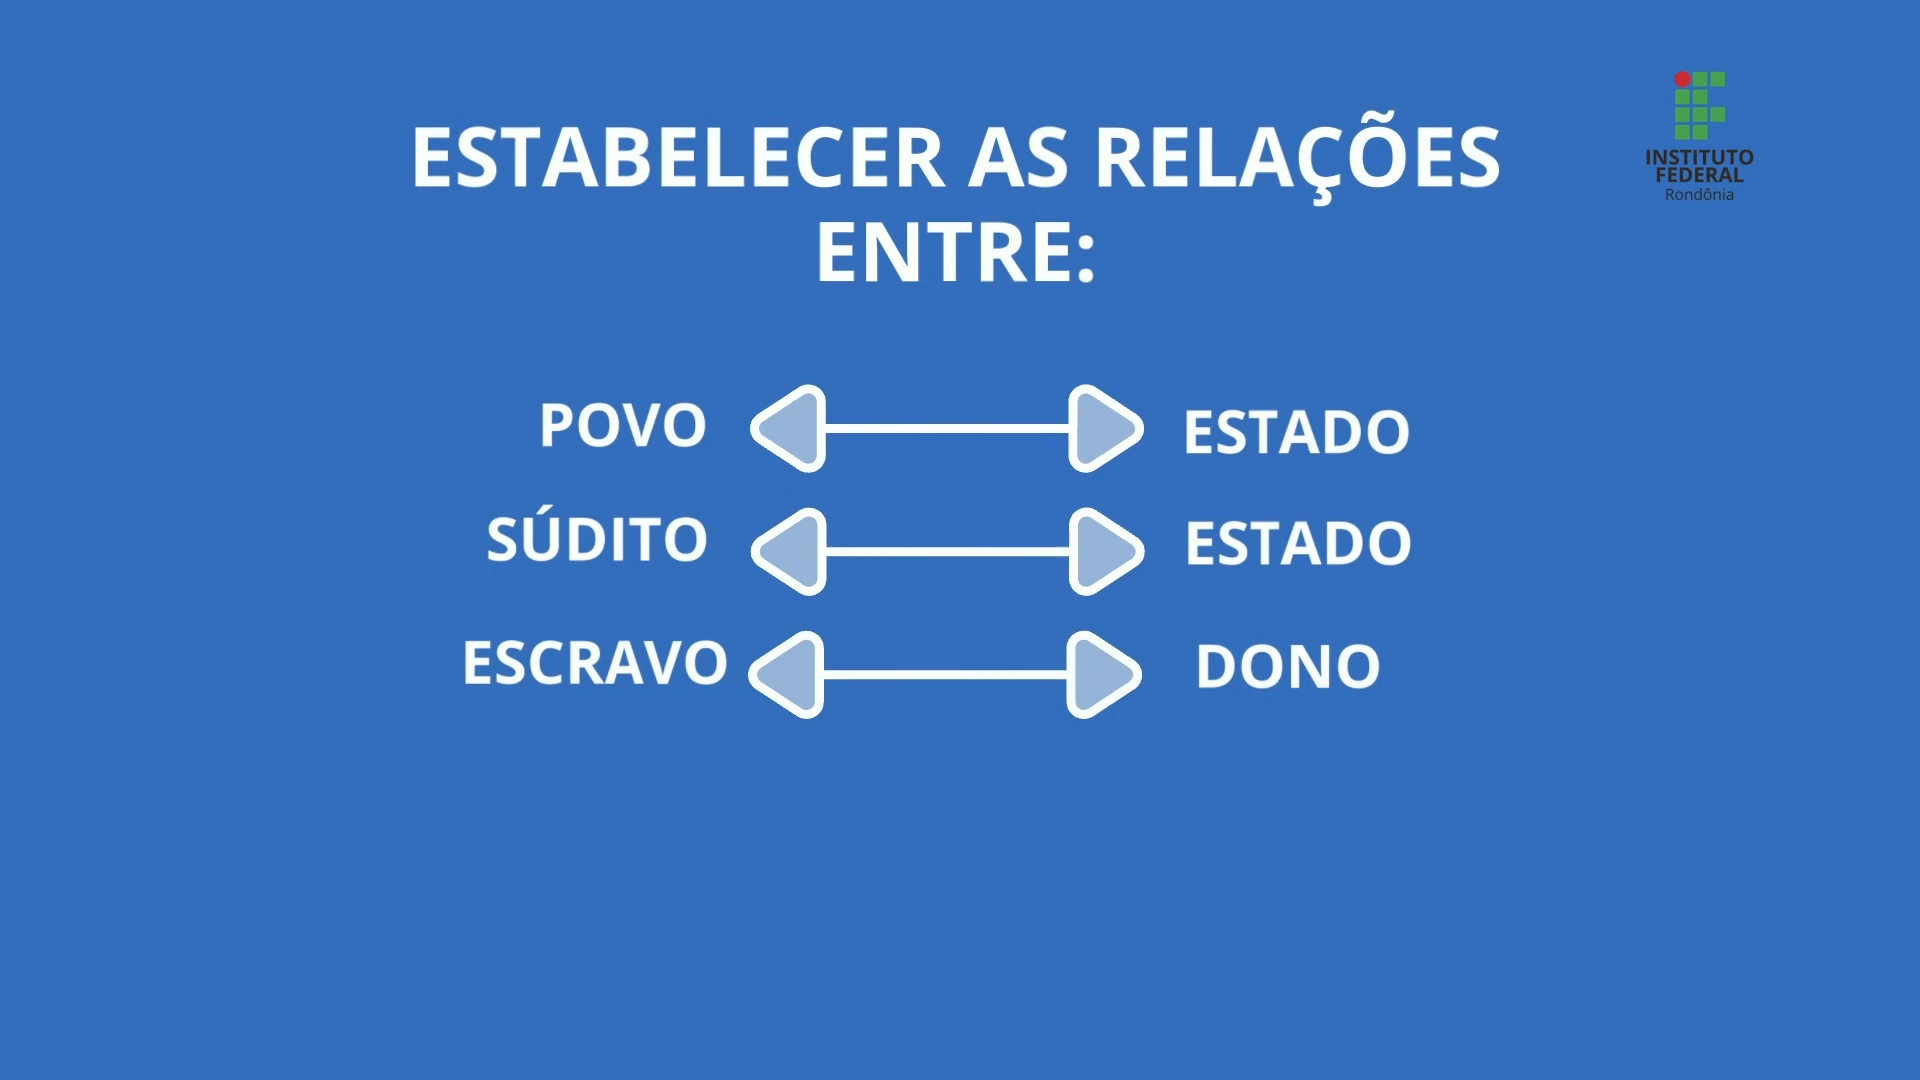 ESTABELECER AS RELAÇÕES
ENTRE:
INSTITUTO
FEDERAL
Rondônia
POVO ESTADO
SÚDITO ESTADO
ESCRAVO DONO